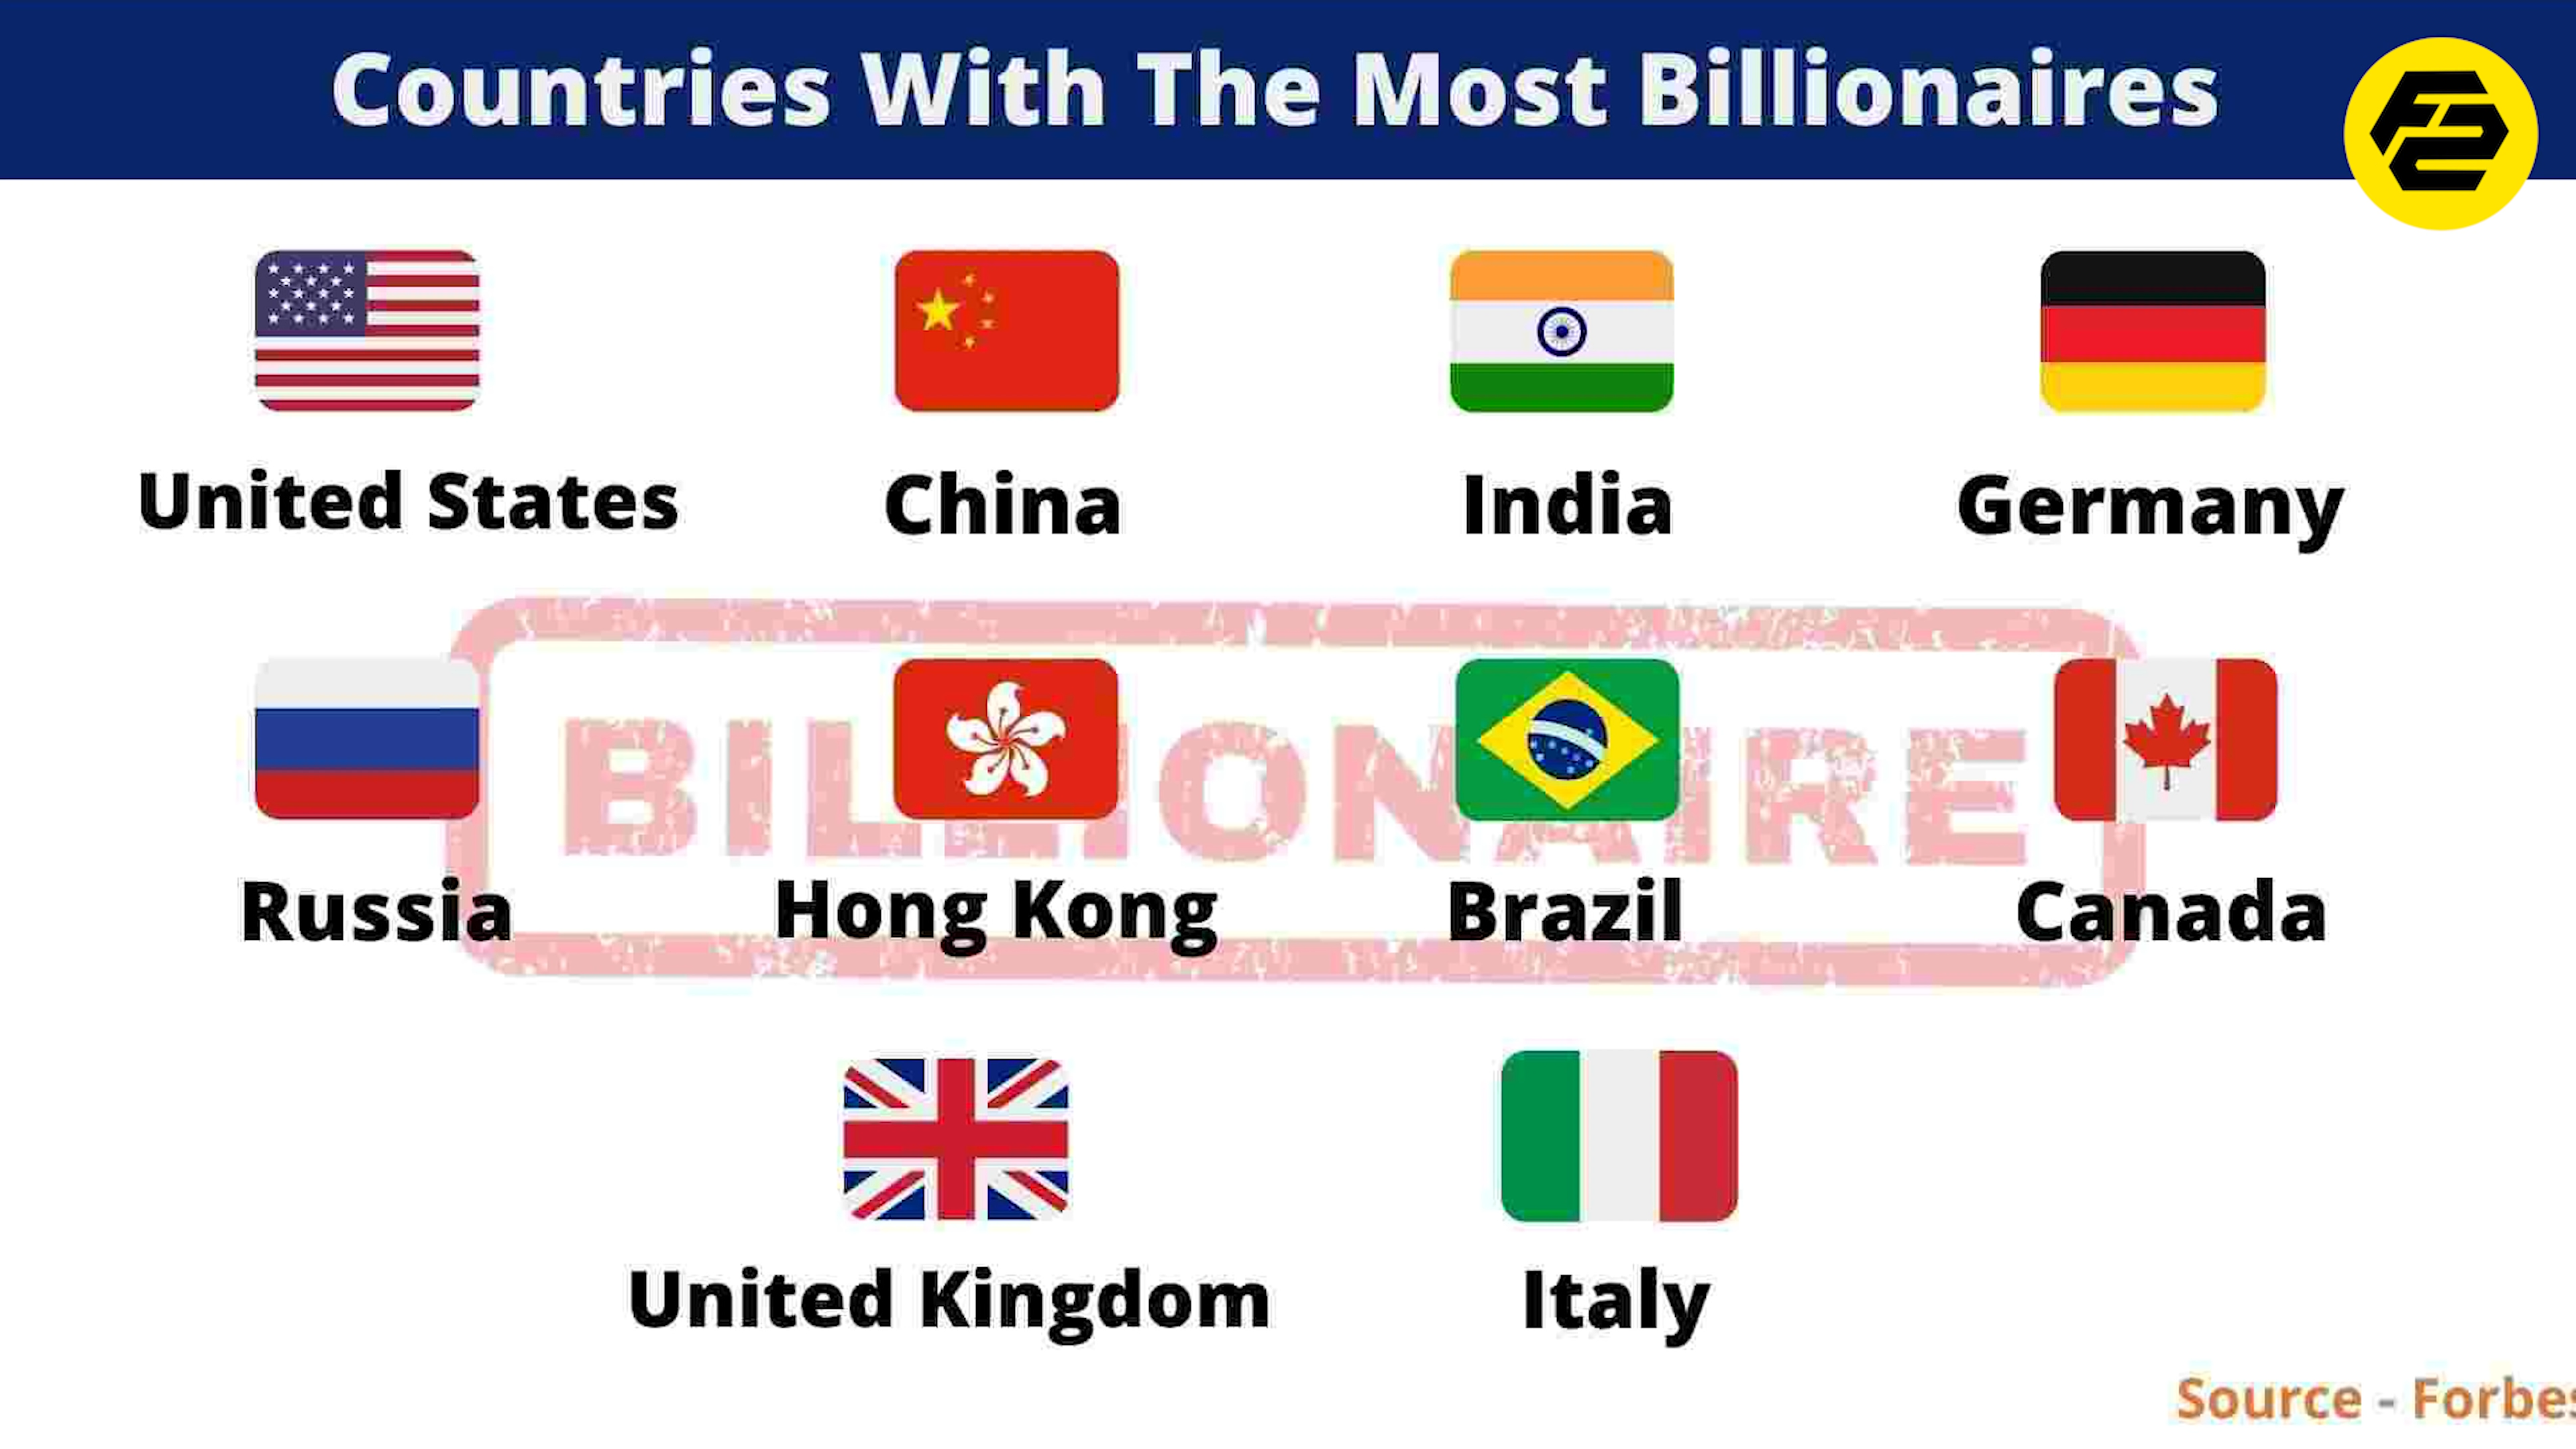 Countries With The Most Billionaires
United States China India Germany
BILLIONAIRE
Russia Hong Kong Brazil Canada
United Kingdom Italy
Source - Forbes